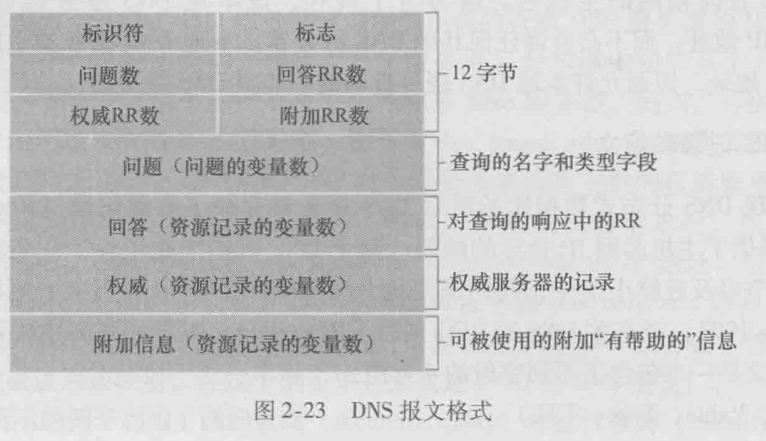 标识符 标志
问题数 回答RR数 12 字节
权威RR数 附加RR数
问题（问题的变量数） 查询的名字和类型字段
回答（资源记录的变量数） 对查询的响应中的RR
权威（资源记录的变量数） 权威服务器的记录
附加信息（资源记录的变量数） 可被使用的附加“有帮助的”信息
图 2-23 DNS 报文格式